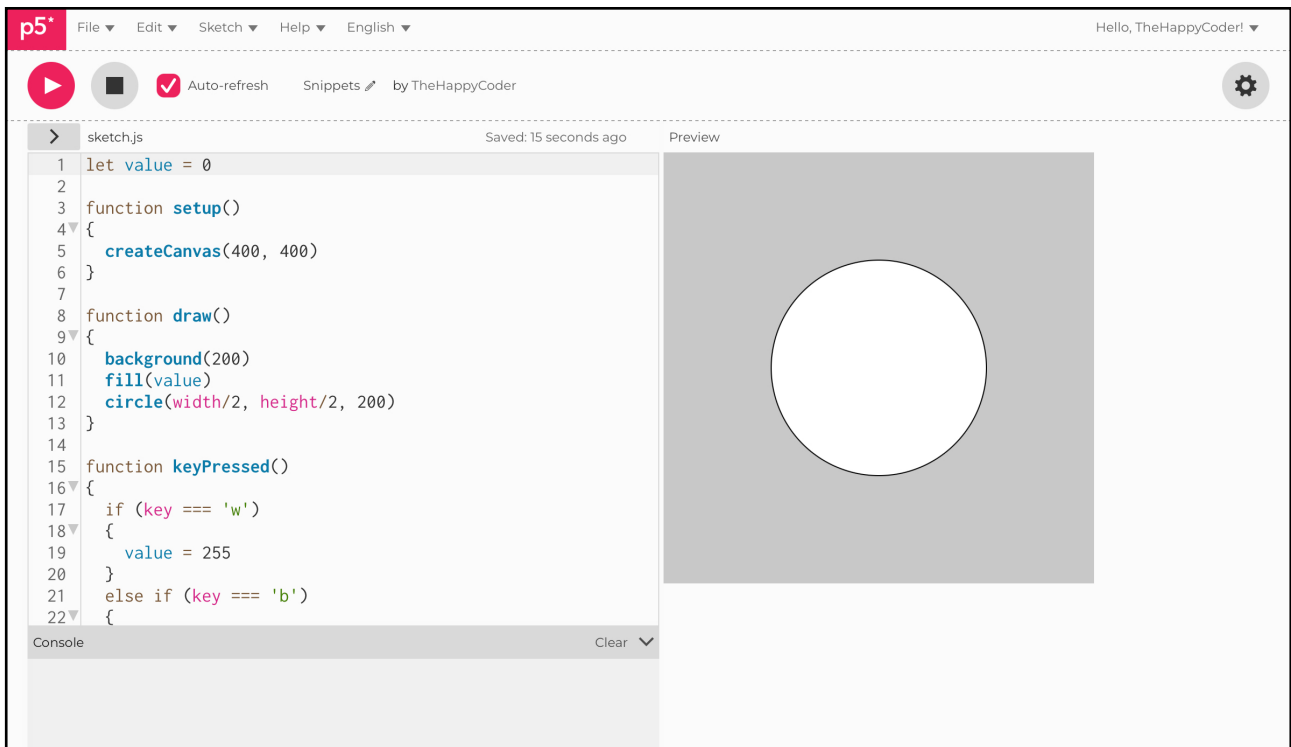 p5* File Edit Sketch Help English Hello, TheHappyCoder!
Auto-refresh Snippets by TheHappyCoder
sketch.js Saved: 15 seconds ago Preview
1 let value = 0
2
3 function setup()
4 {
5 createCanvas(400, 400)
6 }
7
8 function draw()
9 {
10 background(200)
11 fill(value)
12 circle(width/2, height/2, 200)
13 }
14
15 function keyPressed()
16 {
17 if (key === 'w')
18 {
19 value = 255
20 }
21 else if (key === 'b')
22 {
Console Clear